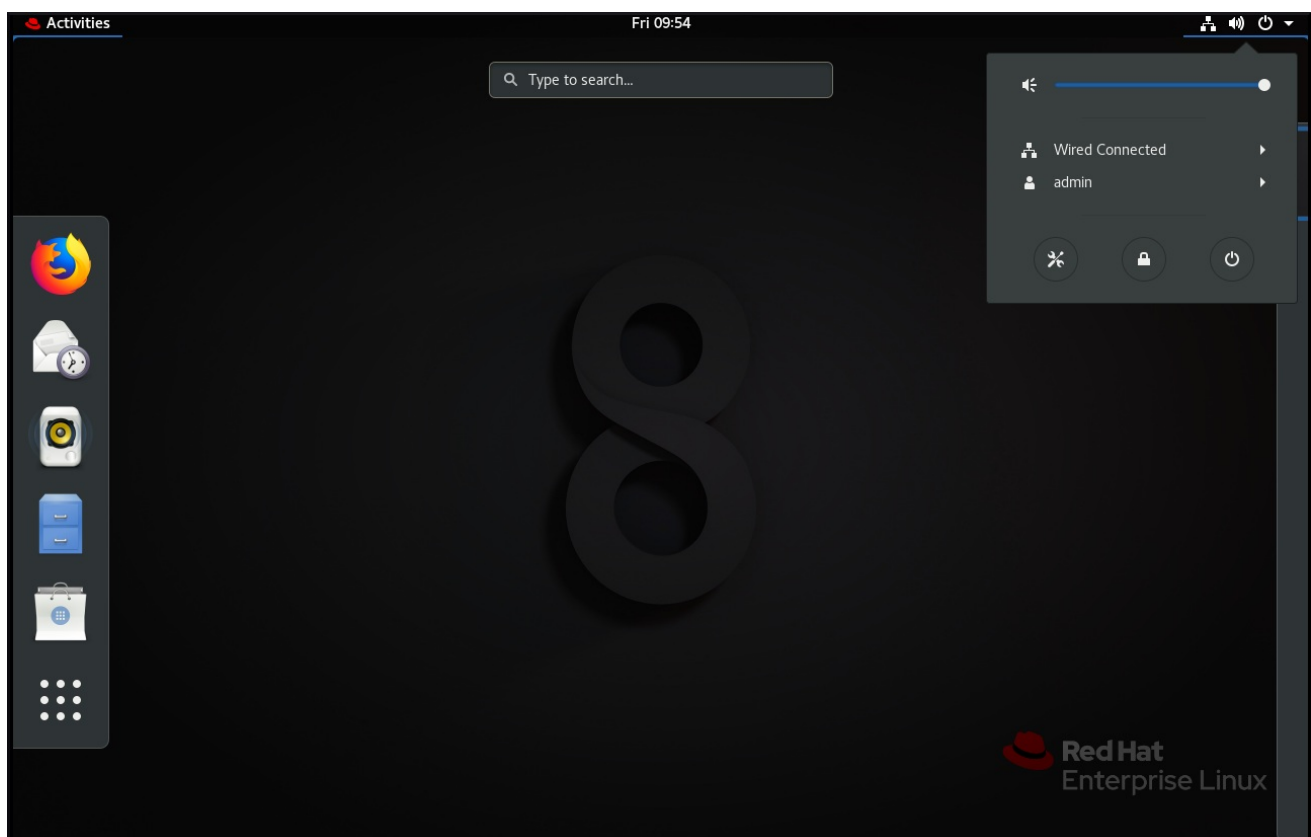 Activities
Fri 09:54
Type to search...
Wired Connected
admin
8
Red Hat
Enterprise Linux